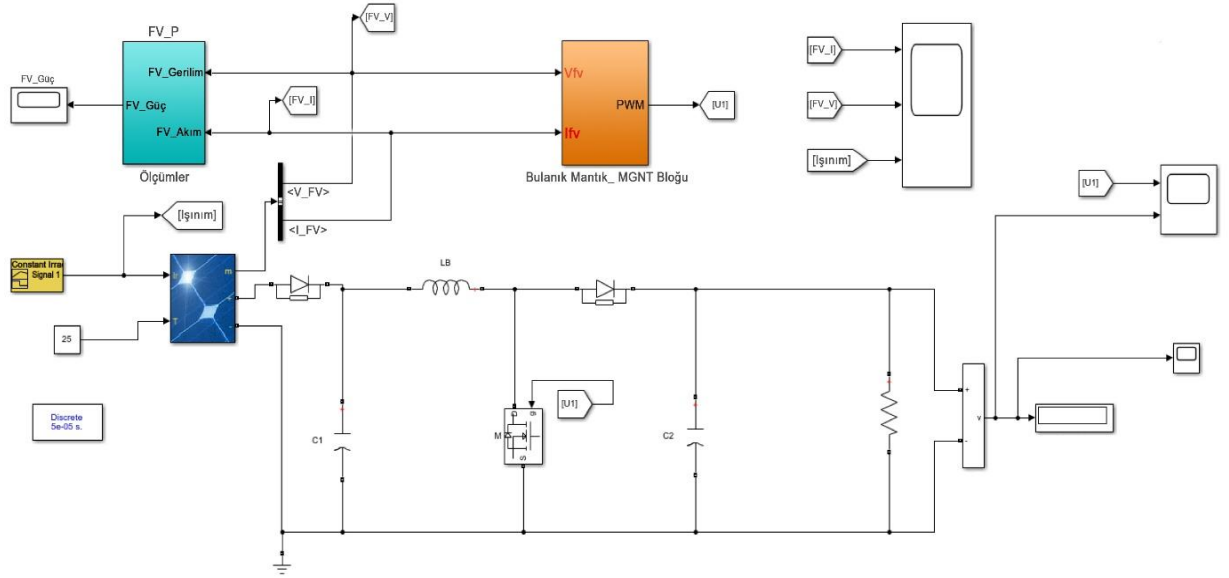 FV_P
[FV_V]
FV_Güç
FV_Gerilim
FV_Güç
FV_Akım
Ölçümler
[FV_I]
Vfv
PWM
Ifv
Bulanık Mantık_ MGNT Bloğu
[U1]
[FV_I]
[FV_V]
[Işınım]
[U1]
<V_FV>
<I_FV>
[Işınım]
Constant Irra
Signal 1
Ir
m
+
T
-
25
LB
Discrete
5e-05 s.
C1
[U1]
g
D
M
S
C2
+
v
-